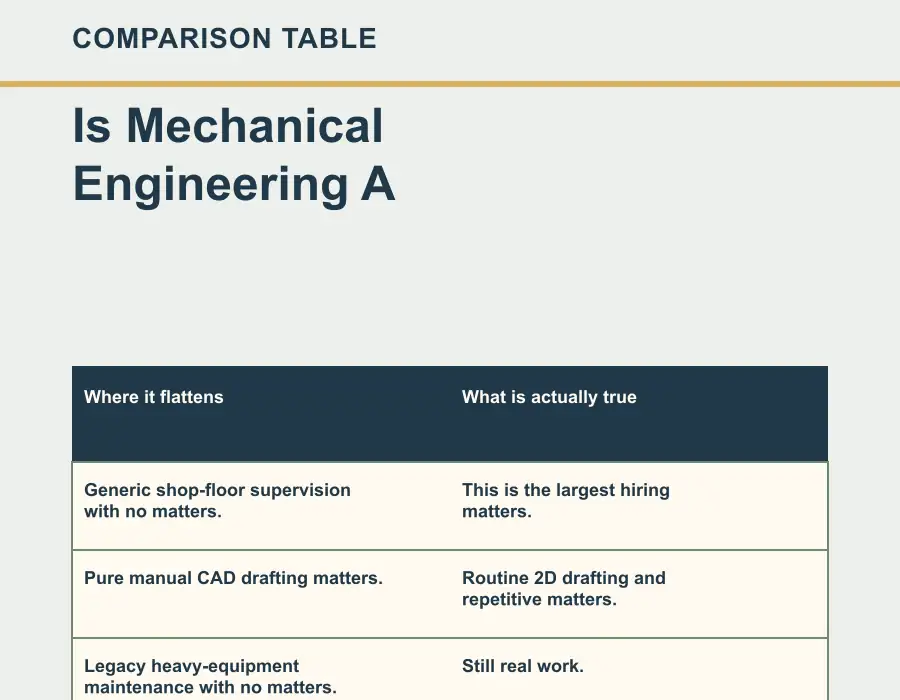 COMPARISON TABLE
Is Mechanical
Engineering A
Where it flattens
What is actually true
Generic shop-floor supervision
with no matters.
This is the largest hiring
matters.
Pure manual CAD drafting matters.
Routine 2D drafting and
repetitive matters.
Legacy heavy-equipment
maintenance with no matters.
Still real work.